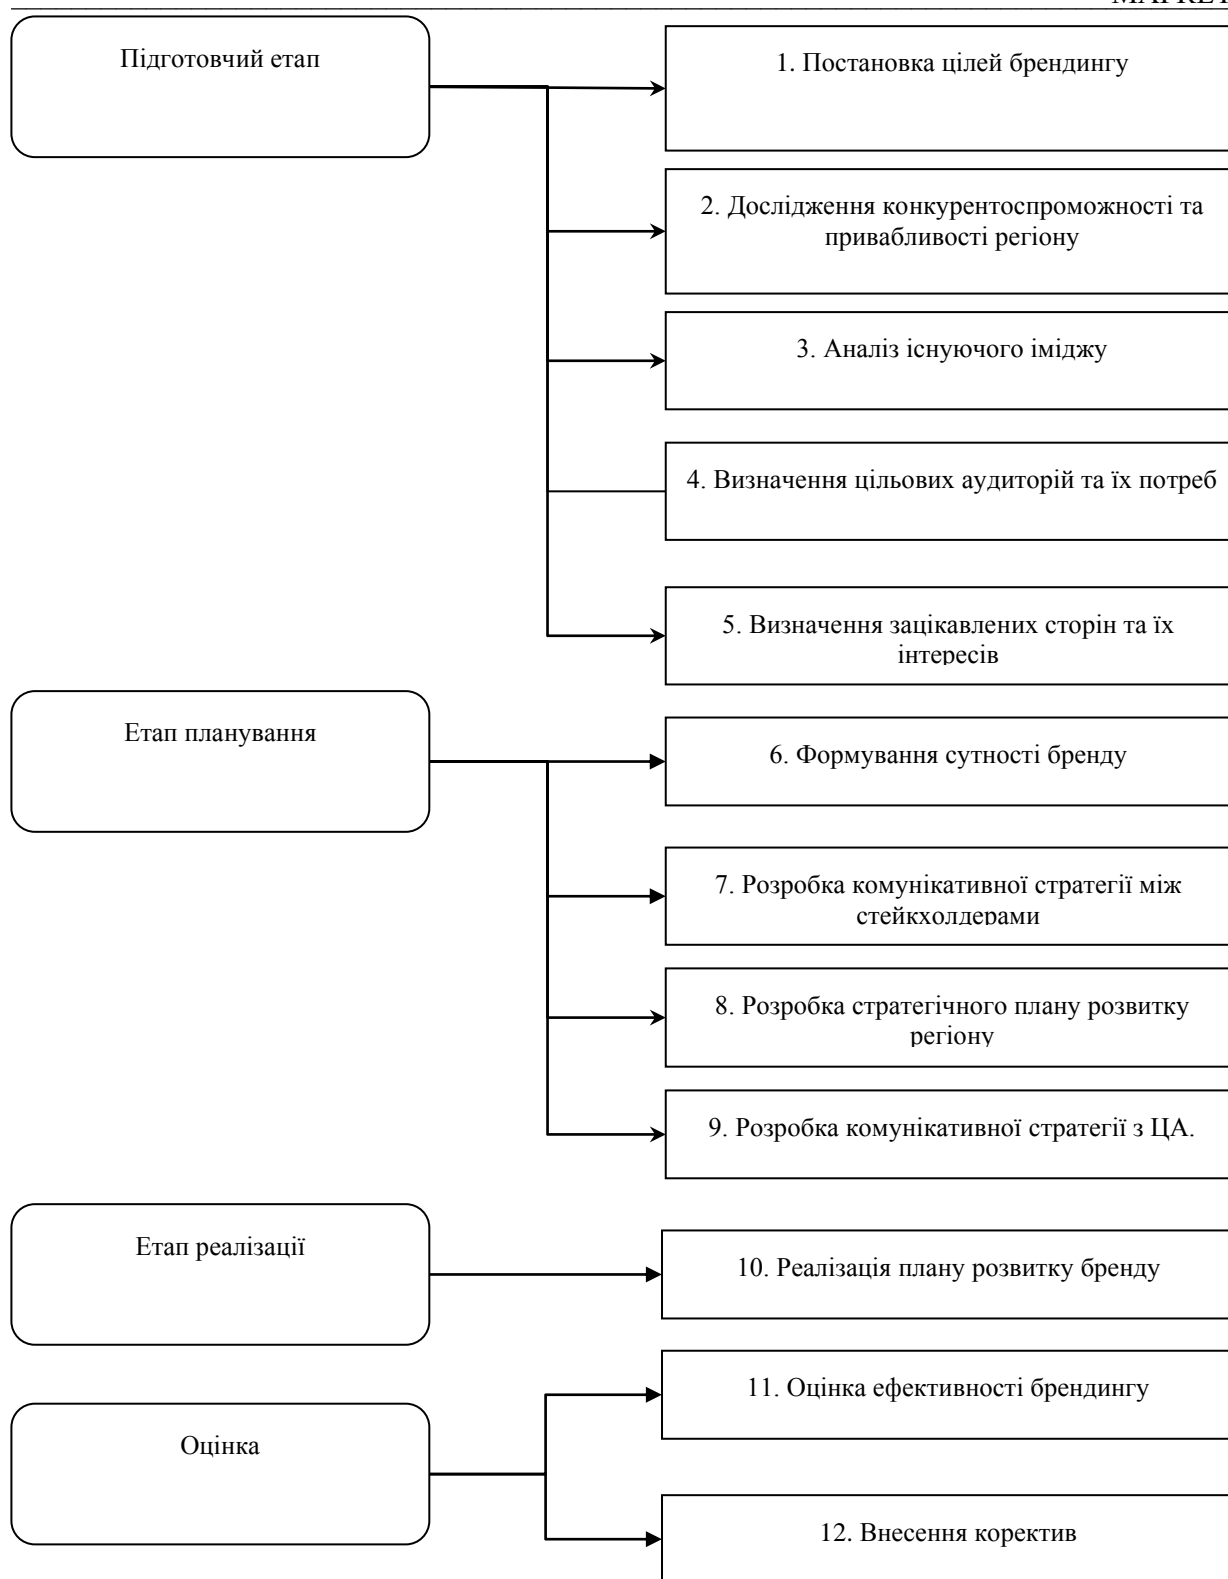 МАРКЕТ
Підготовчий етап
1. Постановка цілей брендингу
2. Дослідження конкурентоспроможності та
привабливості регіону
3. Аналіз існуючого іміджу
4. Визначення цільових аудиторій та їх потреб
5. Визначення зацікавлених сторін та їх
інтересів
Етап планування
6. Формування сутності бренду
7. Розробка комунікативної стратегії між
стейкхолдерами
8. Розробка стратегічного плану розвитку
регіону
9. Розробка комунікативної стратегії з ЦА.
Етап реалізації
10. Реалізація плану розвитку бренду
11. Оцінка ефективності брендингу
Оцінка
12. Внесення коректив